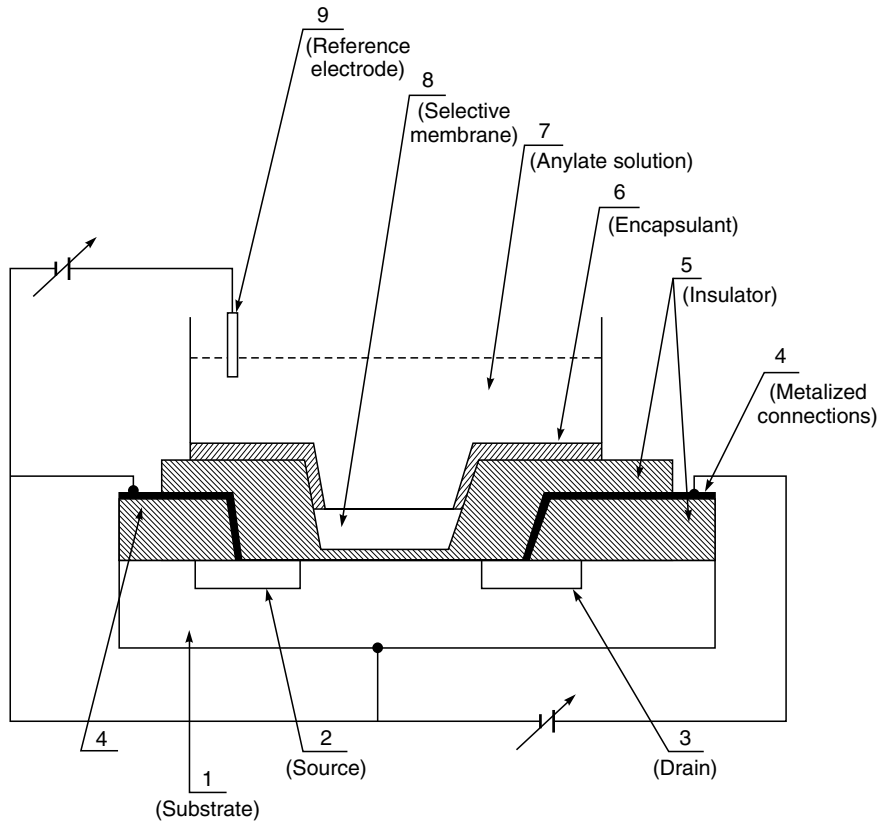 9
(Reference
electrode)
8
(Selective
membrane)
7
(Anylate solution)
6
(Encapsulant)
5
(Insulator)
4
(Metalized
connections)
4
2
(Source)
3
(Drain)
1
(Substrate)